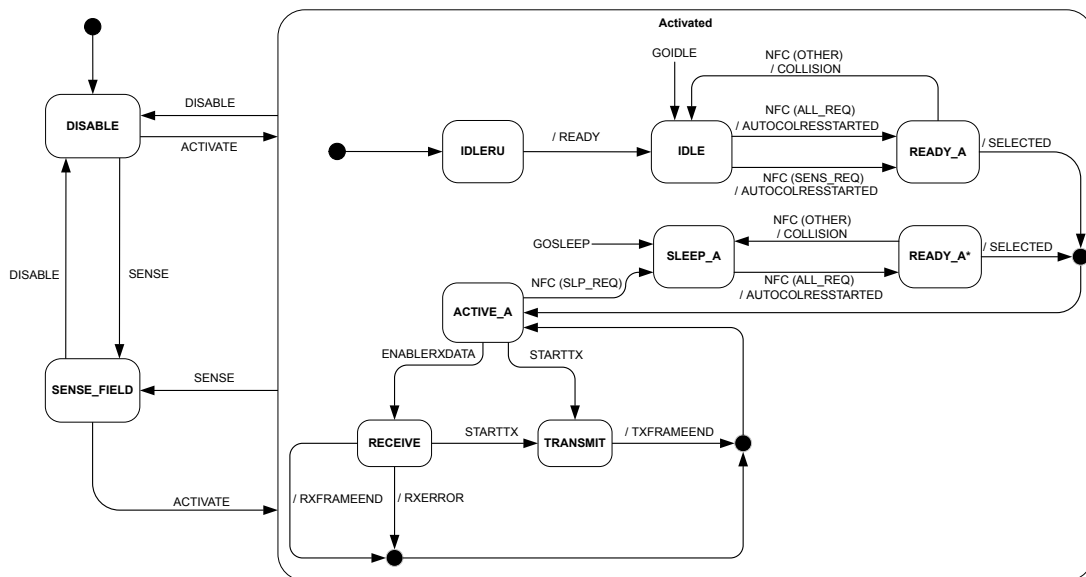 Activated
GOIDLE
NFC (OTHER)
/ COLLISION
DISABLE
DISABLE
ACTIVATE
IDLERU
/ READY
IDLE
NFC (ALL_REQ)
/ AUTOCOLRESSTARTED
READY_A
/ SELECTED
NFC (SENS_REQ)
/ AUTOCOLRESSTARTED
NFC (OTHER)
/ COLLISION
GOSLEEP
SLEEP_A
READY_A*
/ SELECTED
DISABLE
SENSE
NFC (SLP_REQ)
NFC (ALL_REQ)
/ AUTOCOLRESSTARTED
ACTIVE_A
ENABLERXDATA
STARTTX
SENSE_FIELD
SENSE
RECEIVE
STARTTX
TRANSMIT
/ TXFRAMEEND
ACTIVATE
/ RXFRAMEEND
/ RXERROR